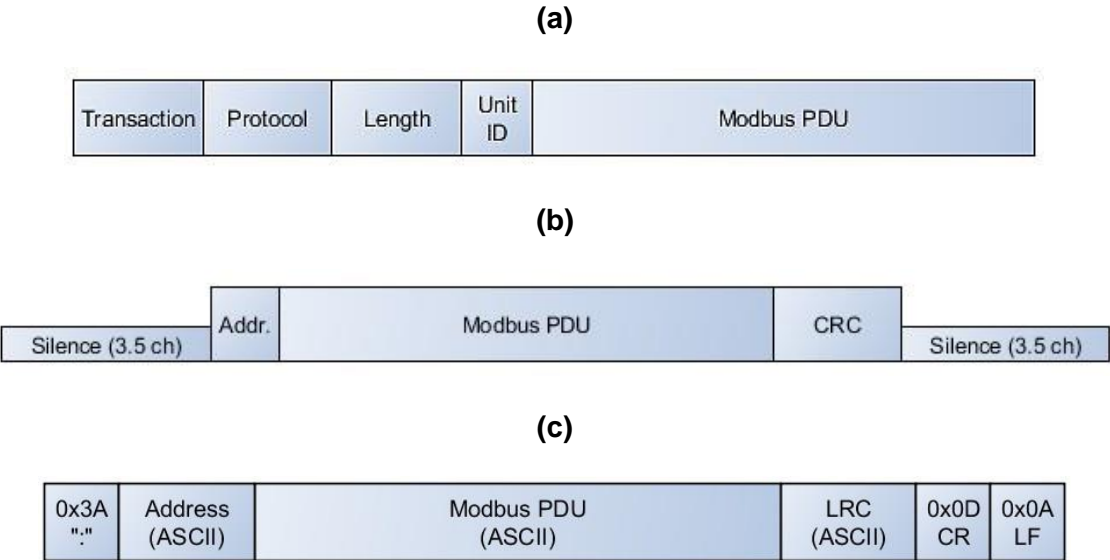 (a)
Transaction Protocol Length Unit ID Modbus PDU
(b)
Silence (3.5 ch) Addr. Modbus PDU CRC Silence (3.5 ch)
(c)
0x3A Address Modbus PDU LRC 0x0D 0x0A
":" (ASCII) (ASCII) (ASCII) CR LF